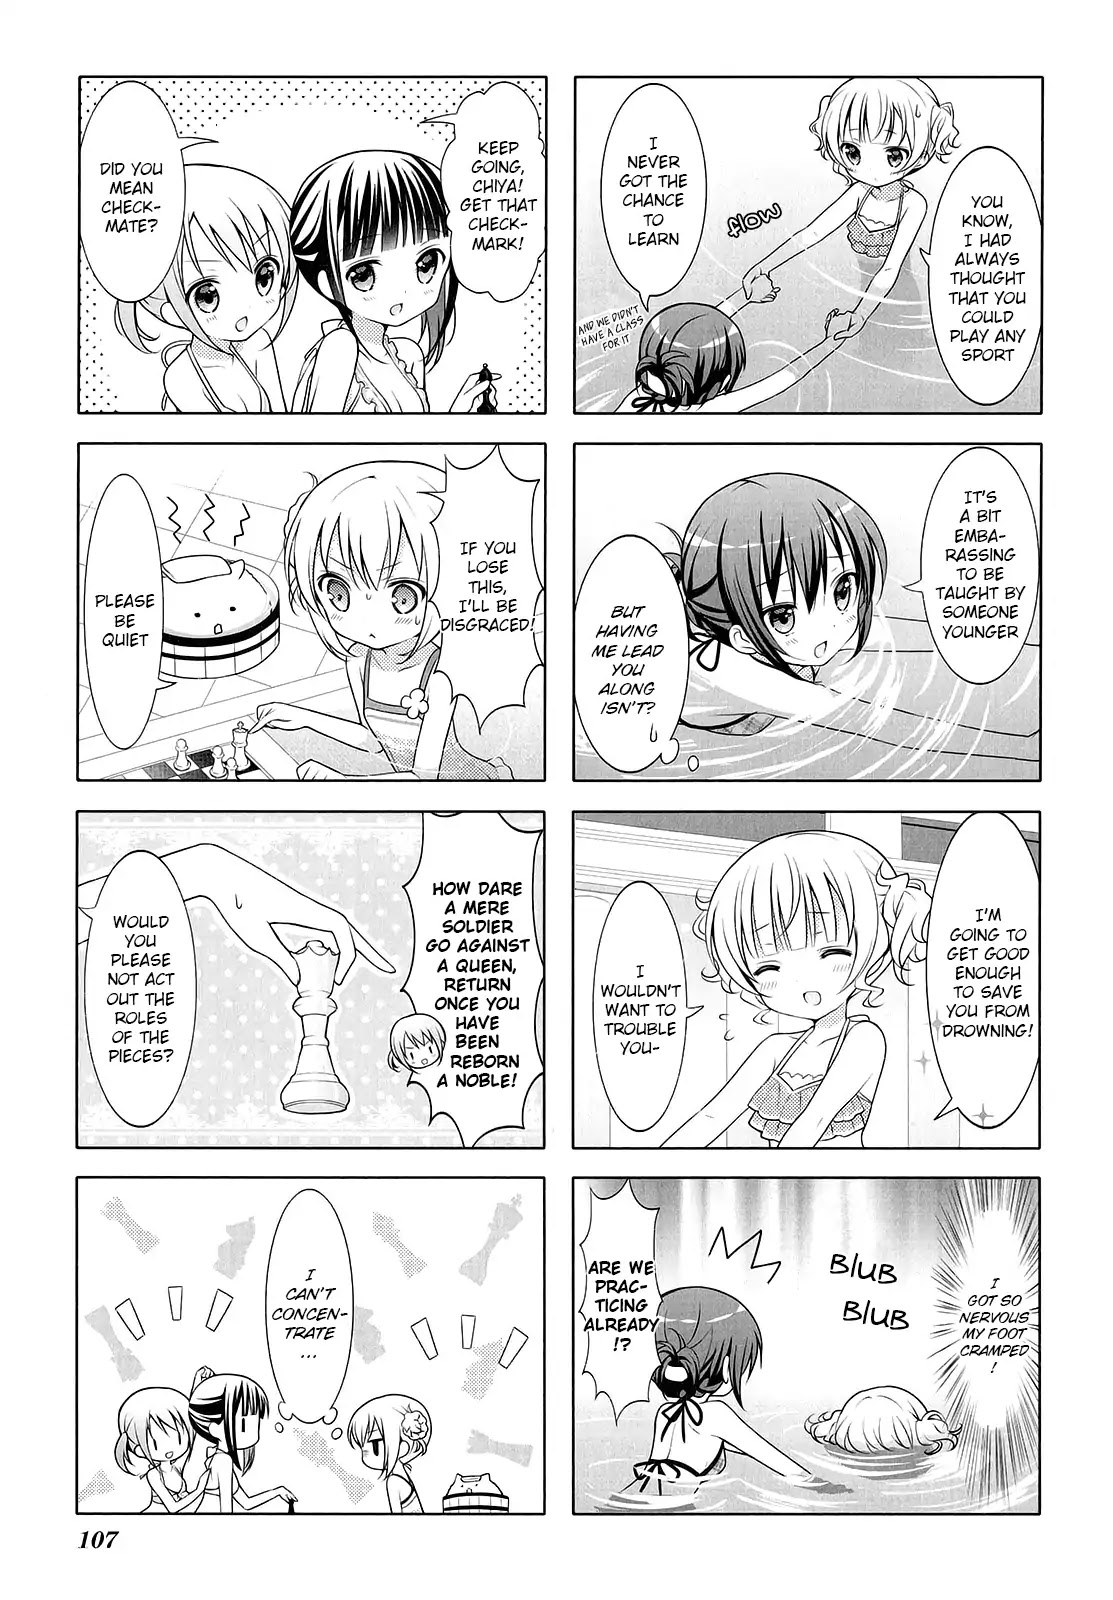 YOU
KNOW,
I HAD
ALWAYS
THOUGHT
THAT YOU
COULD
PLAY ANY
SPORT
flow
I
NEVER
GOT THE
CHANCE
TO
LEARN
AND WE DIDN'T
HAVE A CLASS
FOR IT
IT'S
A BIT
EMBA-
RASSING
TO BE
TAUGHT BY
SOMEONE
YOUNGER
BUT
HAVING
ME LEAD
YOU
ALONG
ISN'T?
I'M
GOING TO
GET GOOD
ENOUGH
TO SAVE
YOU FROM
DROWNING!
I
WOULDN'T
WANT TO
TROUBLE
YOU-
I
GOT SO
NERVOUS
MY FOOT
CRAMPED
!
BLUB
BLUB
ARE WE
PRAC-
TICING
ALREADY
!?
KEEP
GOING,
CHIYA!
GET THAT
CHECK-
MARK!
DID YOU
MEAN
CHECK-
MATE?
IF YOU
LOSE
THIS,
I'LL BE
DISGRACED!
PLEASE
BE
QUIET
HOW DARE
A MERE
SOLDIER
GO AGAINST
A QUEEN,
RETURN
ONCE YOU
HAVE
BEEN
REBORN
A NOBLE!
WOULD
YOU
PLEASE
NOT ACT
OUT THE
ROLES
OF THE
PIECES?
I
CAN'T
CONCEN-
TRATE
...
107